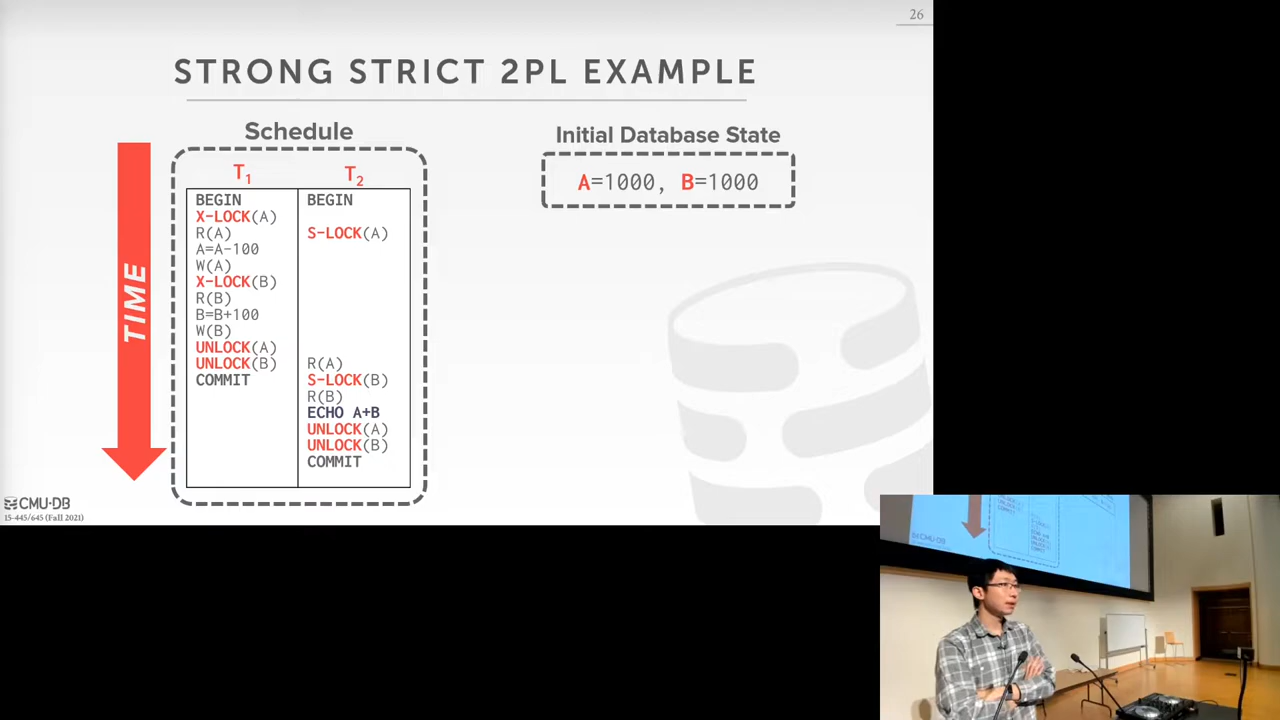 26
STRONG STRICT 2PL EXAMPLE
Schedule
T1 T2
BEGIN BEGIN
X-LOCK(A)
R(A) S-LOCK(A)
A=A-100
W(A)
X-LOCK(B)
R(B)
B=B+100
W(B)
UNLOCK(A)
UNLOCK(B) R(A)
COMMIT S-LOCK(B)
R(B)
ECHO A+B
UNLOCK(A)
UNLOCK(B)
COMMIT
TIME
Initial Database State
A=1000, B=1000
CMU·DB
15-445/645 (Fall 2021)